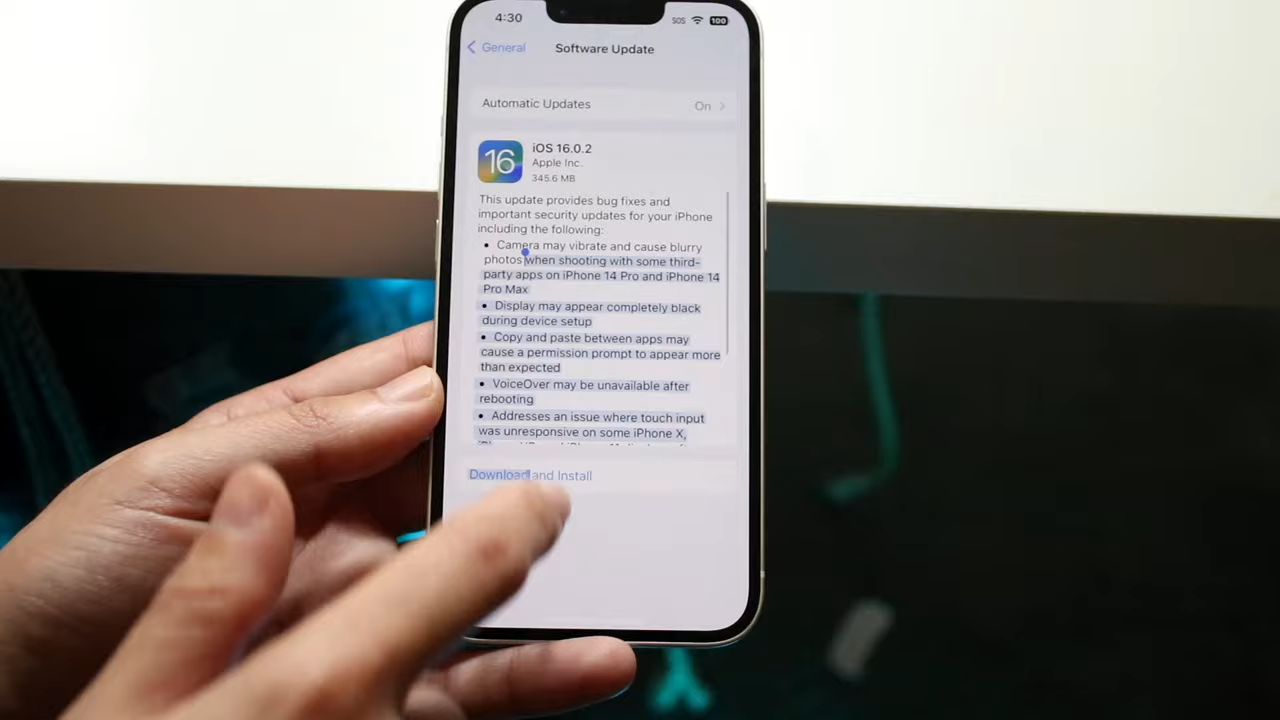 4:30
SOS
100
General
Software Update
Automatic Updates
On
16
iOS 16.0.2
Apple Inc.
345.6 MB
This update provides bug fixes and
important security updates for your iPhone
including the following:
• Camera may vibrate and cause blurry
photos when shooting with some third-
party apps on iPhone 14 Pro and iPhone 14
Pro Max
• Display may appear completely black
during device setup
• Copy and paste between apps may
cause a permission prompt to appear more
than expected
• VoiceOver may be unavailable after
rebooting
• Addresses an issue where touch input
was unresponsive on some iPhone X,
Download and Install